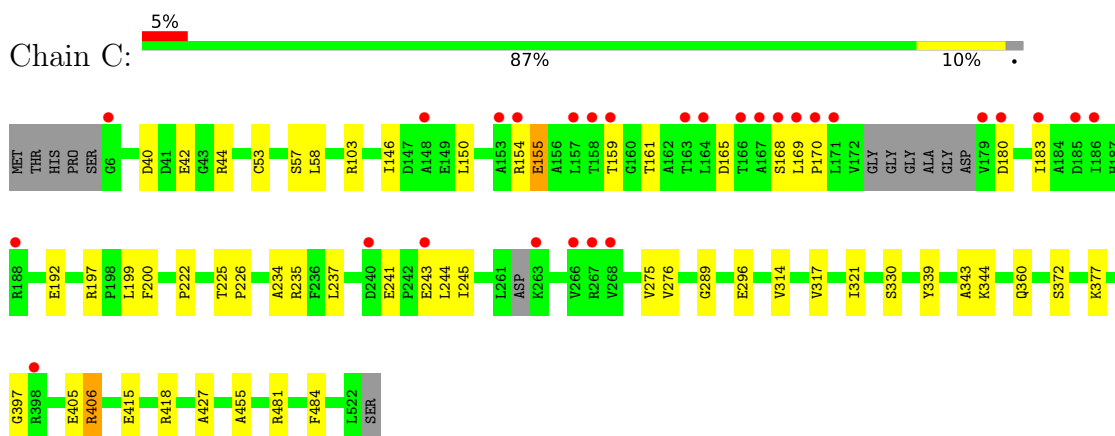 5%
Chain C:
87% 10% •
MET THR HIS PRO SER G6 D40 D41 E42 G43 R44 C53 S57 L58 R103 I146 D147 A148 E149 L150 A153 R154 E155 A156 L157 T158 T159 G160 T161 A162 T163 L164 D165 T166 A167 S168 L169 P170 L171 V172 GLY GLY GLY ALA GLY ASP V179 D180 I183 A184 D185 I186 H187
R188 E192 R197 P198 L199 F200 P222 T225 P226 A234 R235 F236 L237 D240 E241 P242 E243 L244 I245 L261 ASP K263 V266 R267 V268 V275 V276 G289 E296 V314 V317 I321 S330 Y339 A343 K344 Q360 S372 K377
G397 R398 E405 R406 E415 R418 A427 A455 R481 F484 L522 SER